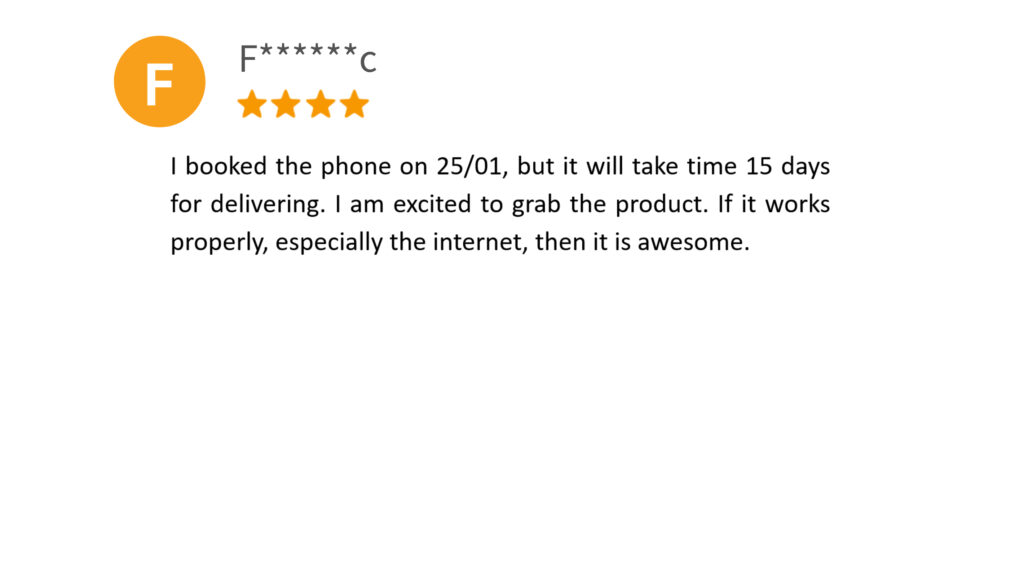 F
F******c
I booked the phone on 25/01, but it will take time 15 days
for delivering. I am excited to grab the product. If it works
properly, especially the internet, then it is awesome.